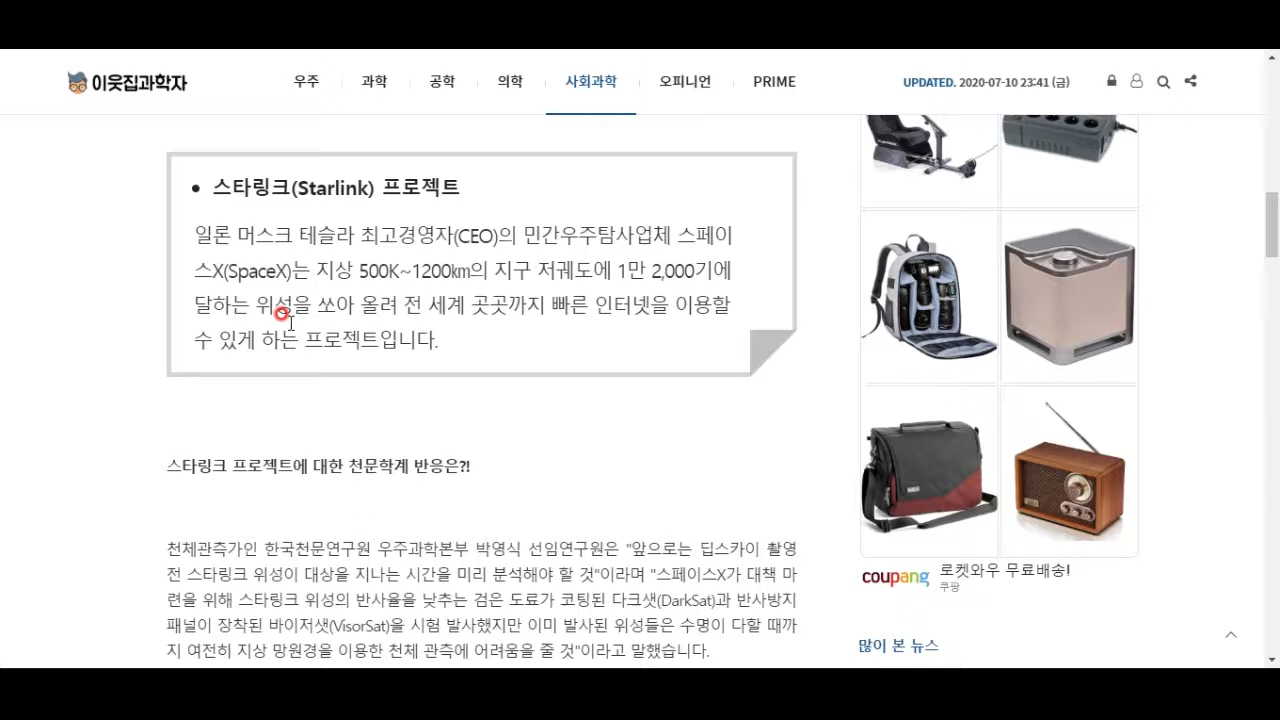 이웃집과학자
우주 과학 공학 의학 사회과학 오피니언 PRIME
UPDATED. 2020-07-10 23:41 (금)
• 스타링크(Starlink) 프로젝트
일론 머스크 테슬라 최고경영자(CEO)의 민간우주탐사업체 스페이
스X(SpaceX)는 지상 500K~1200㎞의 지구 저궤도에 1만 2,000기에
달하는 위성을 쏘아 올려 전 세계 곳곳까지 빠른 인터넷을 이용할
수 있게 하는 프로젝트입니다.
스타링크 프로젝트에 대한 천문학계 반응은?!
천체관측가인 한국천문연구원 우주과학본부 박영식 선임연구원은 "앞으로는 딥스카이 촬영
전 스타링크 위성이 대상을 지나는 시간을 미리 분석해야 할 것"이라며 "스페이스X가 대책 마
련을 위해 스타링크 위성의 반사율을 낮추는 검은 도료가 코팅된 다크샛(DarkSat)과 반사방지
패널이 장착된 바이저샛(VisorSat)을 시험 발사했지만 이미 발사된 위성들은 수명이 다할 때까
지 여전히 지상 망원경을 이용한 천체 관측에 어려움을 줄 것"이라고 말했습니다.
coupang
로켓와우 무료배송!
쿠팡
많이 본 뉴스